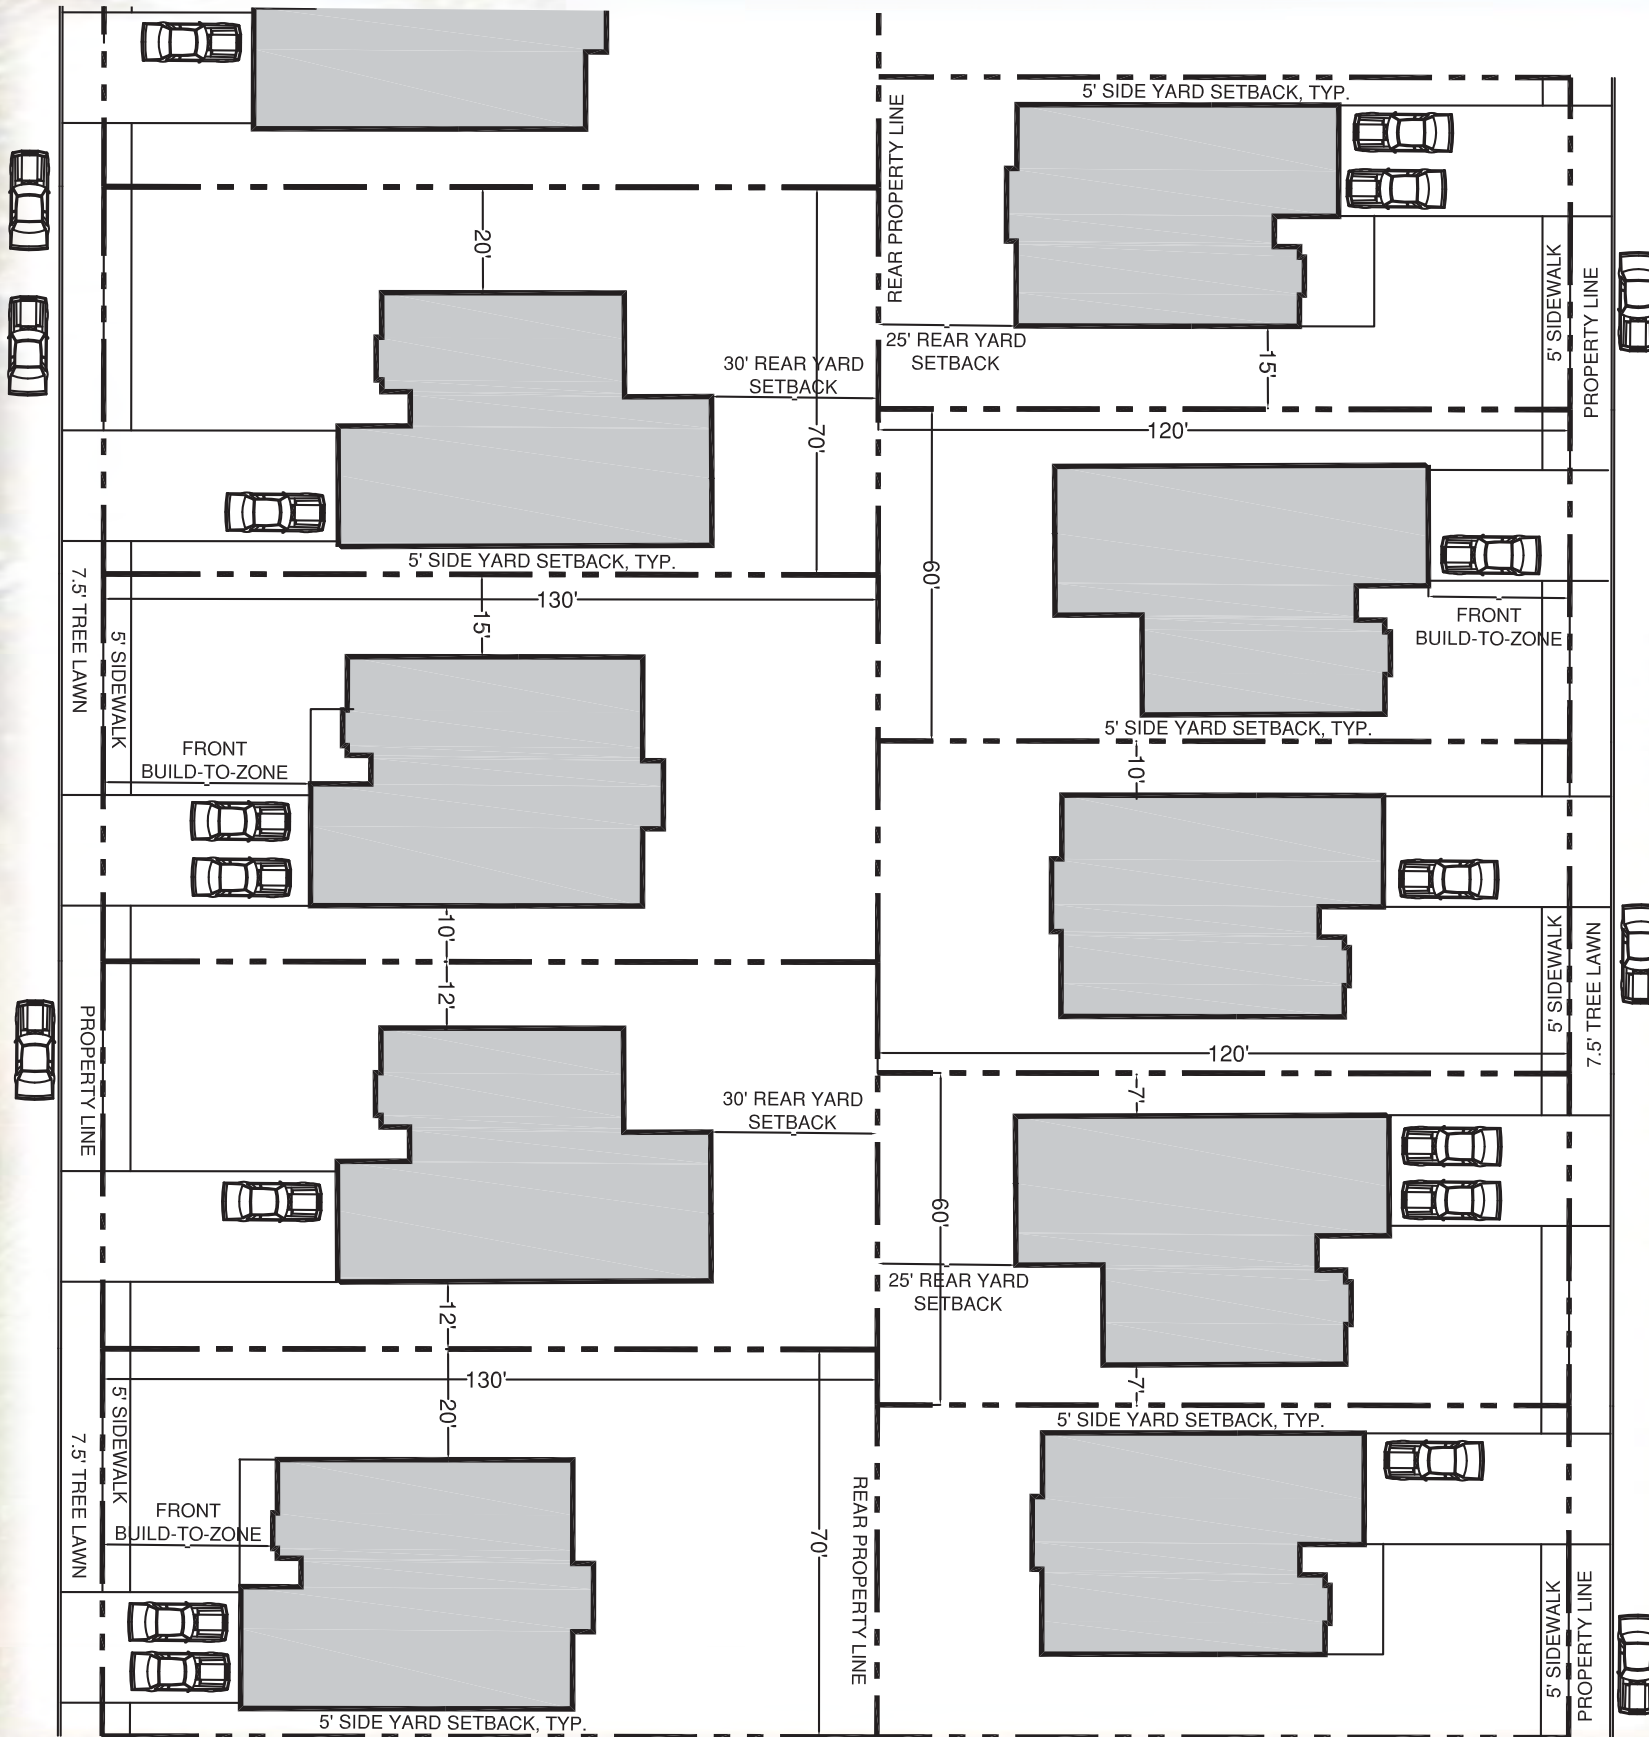 5' SIDE YARD SETBACK, TYP.
REAR PROPERTY LINE
20'
5' SIDEWALK
PROPERTY LINE
25' REAR YARD
SETBACK
15'
30' REAR YARD
SETBACK
70'
120'
5' SIDE YARD SETBACK, TYP.
130'
60'
7.5' TREE LAWN
5' SIDEWALK
15'
FRONT
BUILD-TO-ZONE
5' SIDE YARD SETBACK, TYP.
FRONT
BUILD-TO-ZONE
10'
10'
12'
5' SIDEWALK
7.5' TREE LAWN
PROPERTY LINE
120'
7'
30' REAR YARD
SETBACK
60'
25' REAR YARD
SETBACK
12'
130'
7'
20'
5' SIDE YARD SETBACK, TYP.
5' SIDEWALK
7.5' TREE LAWN
FRONT
BUILD-TO-ZONE
70'
REAR PROPERTY LINE
5' SIDEWALK
PROPERTY LINE
5' SIDE YARD SETBACK, TYP.